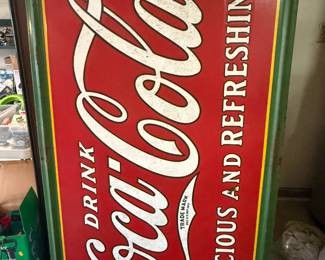 DRINK
Coca-Cola
TRADE MARK
CIOUS AND REFRESHIN